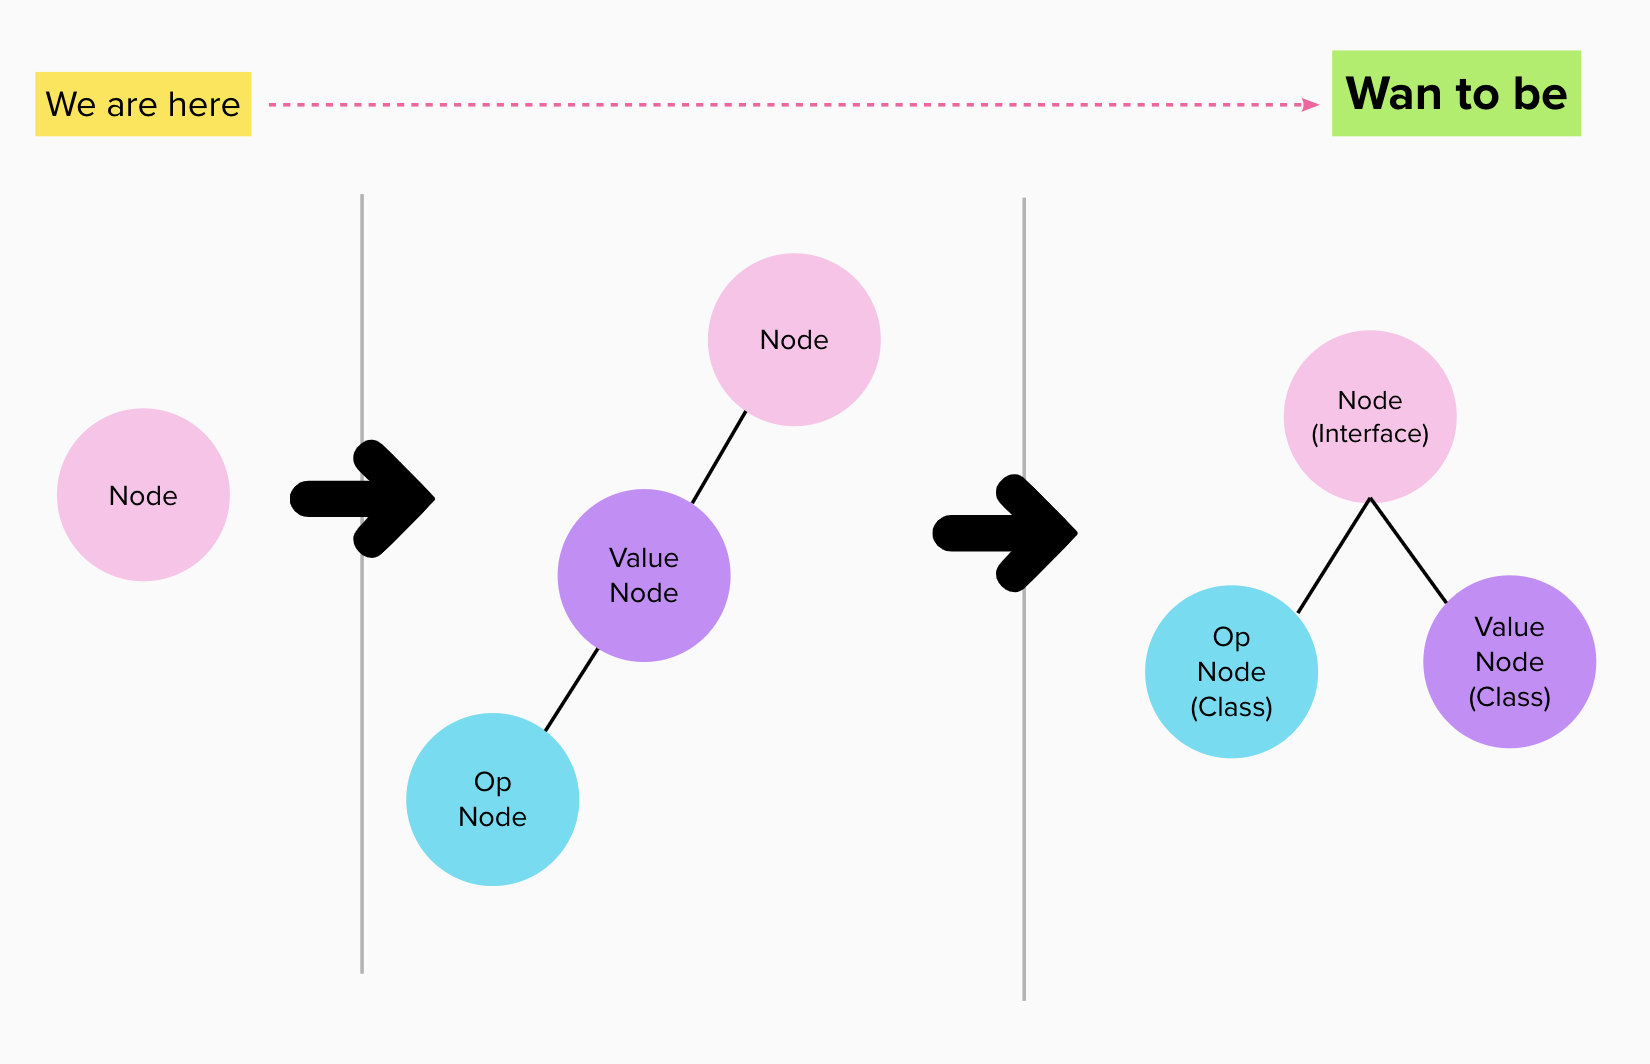 We are here
Wan to be
Node
Node
Value
Node
Op
Node
Node
(Interface)
Op
Node
(Class)
Value
Node
(Class)